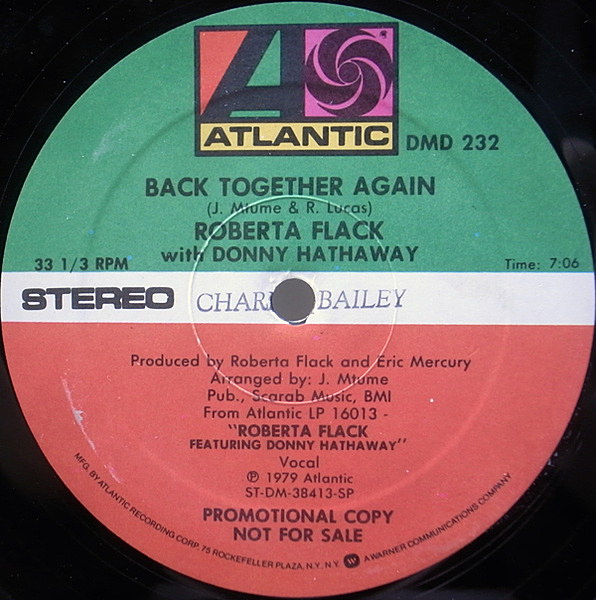 ATLANTIC
DMD 232
BACK TOGETHER AGAIN
(J. Mtume & R. Lucas)
ROBERTA FLACK
with DONNY HATHAWAY
33 1/3 RPM
Time: 7:06
STEREO
BAILEY
Produced by Roberta Flack and Eric Mercury
Arranged by: J. Mtume
Pub., Scarab Music, BMI
From Atlantic LP 16013 -
"ROBERTA FLACK
FEATURING DONNY HATHAWAY"
Vocal
℗ 1979 Atlantic
ST-DM-38413-SP
PROMOTIONAL COPY
NOT FOR SALE
MFG. BY ATLANTIC RECORDING CORP. 75 ROCKEFELLER PLAZA, N.Y. N.Y. A WARNER COMMUNICATIONS COMPANY